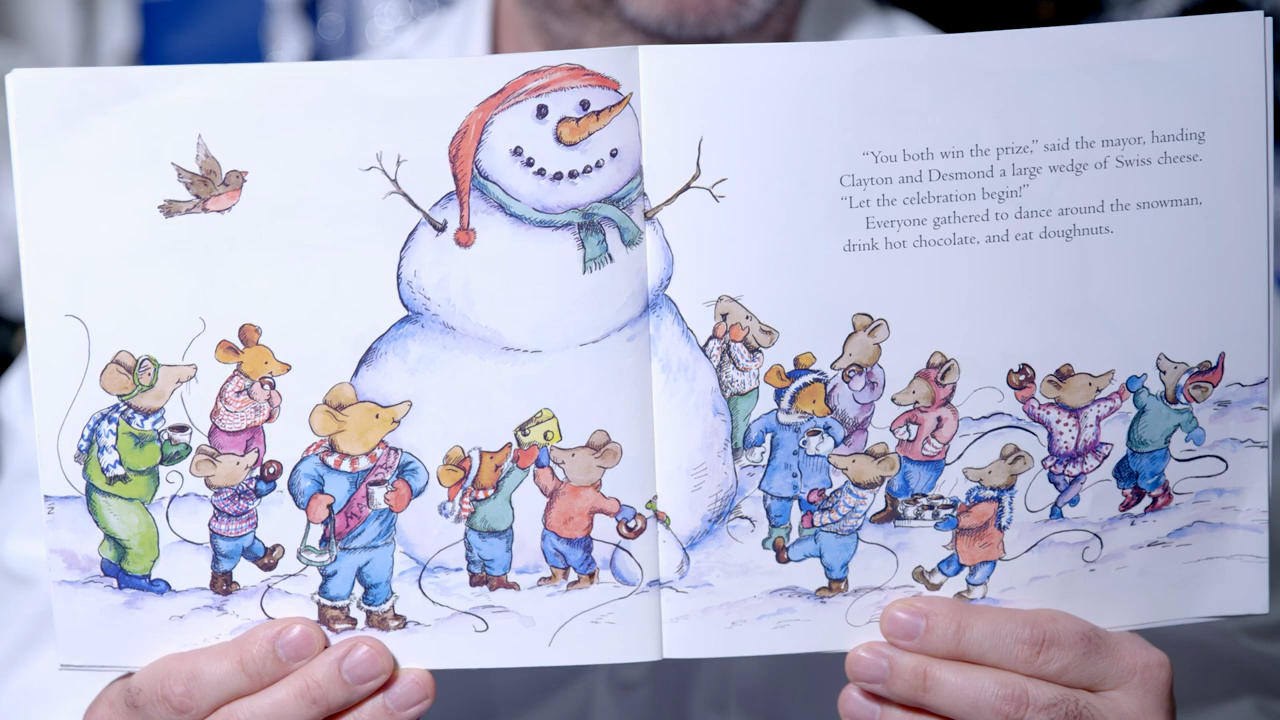 “You both win the prize,” said the mayor, handing
Clayton and Desmond a large wedge of Swiss cheese.
“Let the celebration begin!”
Everyone gathered to dance around the snowman,
drink hot chocolate, and eat doughnuts.